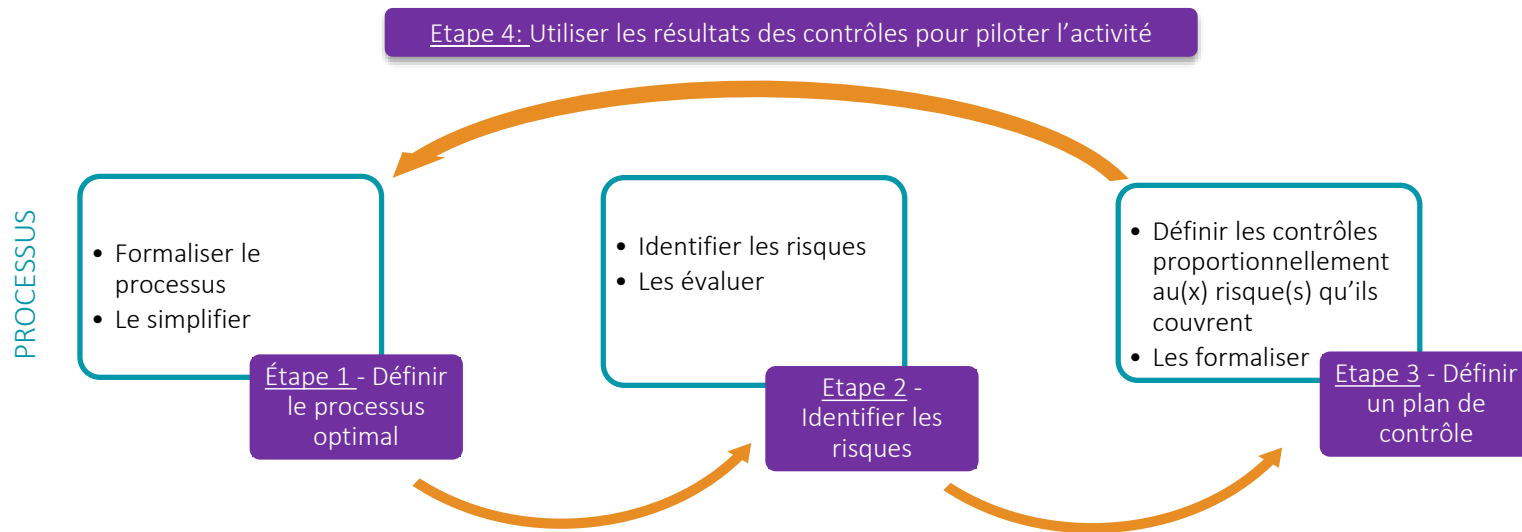 Etape 4: Utiliser les résultats des contrôles pour piloter l’activité
PROCESSUS
• Formaliser le
processus
• Le simplifier
Étape 1 - Définir
le processus
optimal
• Identifier les risques
• Les évaluer
Etape 2 -
Identifier les
risques
• Définir les contrôles
proportionnellement
au(x) risque(s) qu’ils
couvrent
• Les formaliser
Etape 3 - Définir
un plan de
contrôle